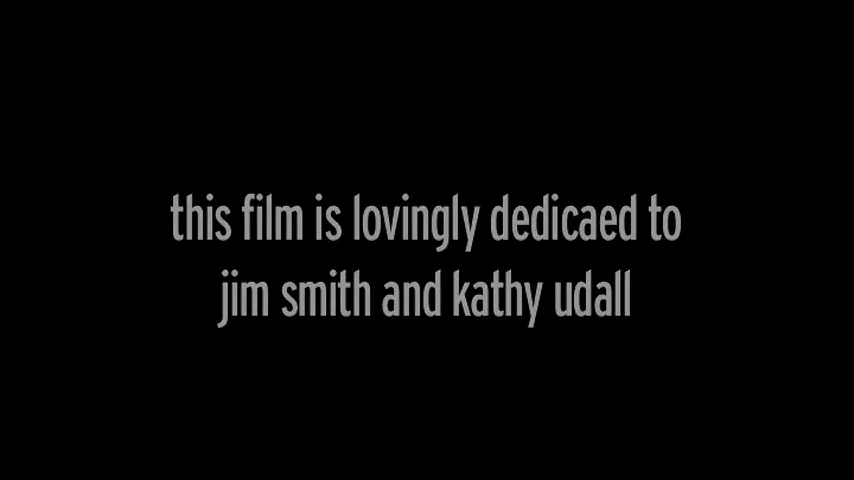 this film is lovingly dedicaed to
jim smith and kathy udall